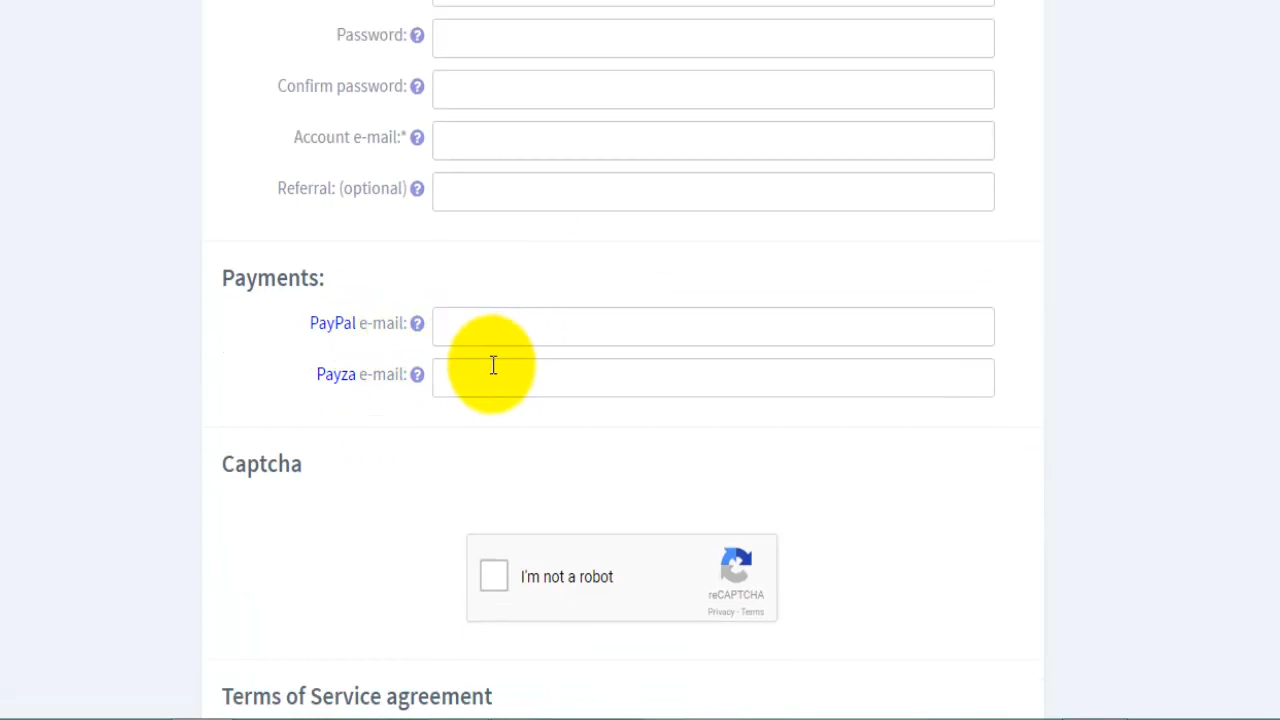 Password:
Confirm password:
Account e-mail:*
Referral: (optional)
Payments:
PayPal e-mail:
Payza e-mail:
Captcha
I'm not a robot
reCAPTCHA
Privacy - Terms
Terms of Service agreement